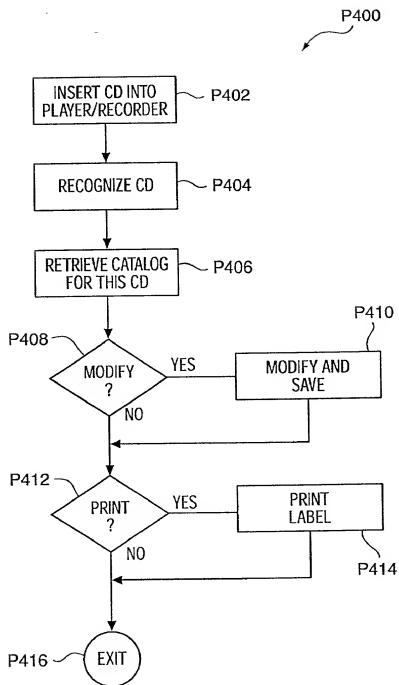 P400
INSERT CD INTO
PLAYER/RECORDER
P402
RECOGNIZE CD
P404
RETRIEVE CATALOG
FOR THIS CD
P406
P408
MODIFY
?
YES
NO
P410
MODIFY AND
SAVE
P412
PRINT
?
YES
NO
PRINT
LABEL
P414
P416
EXIT